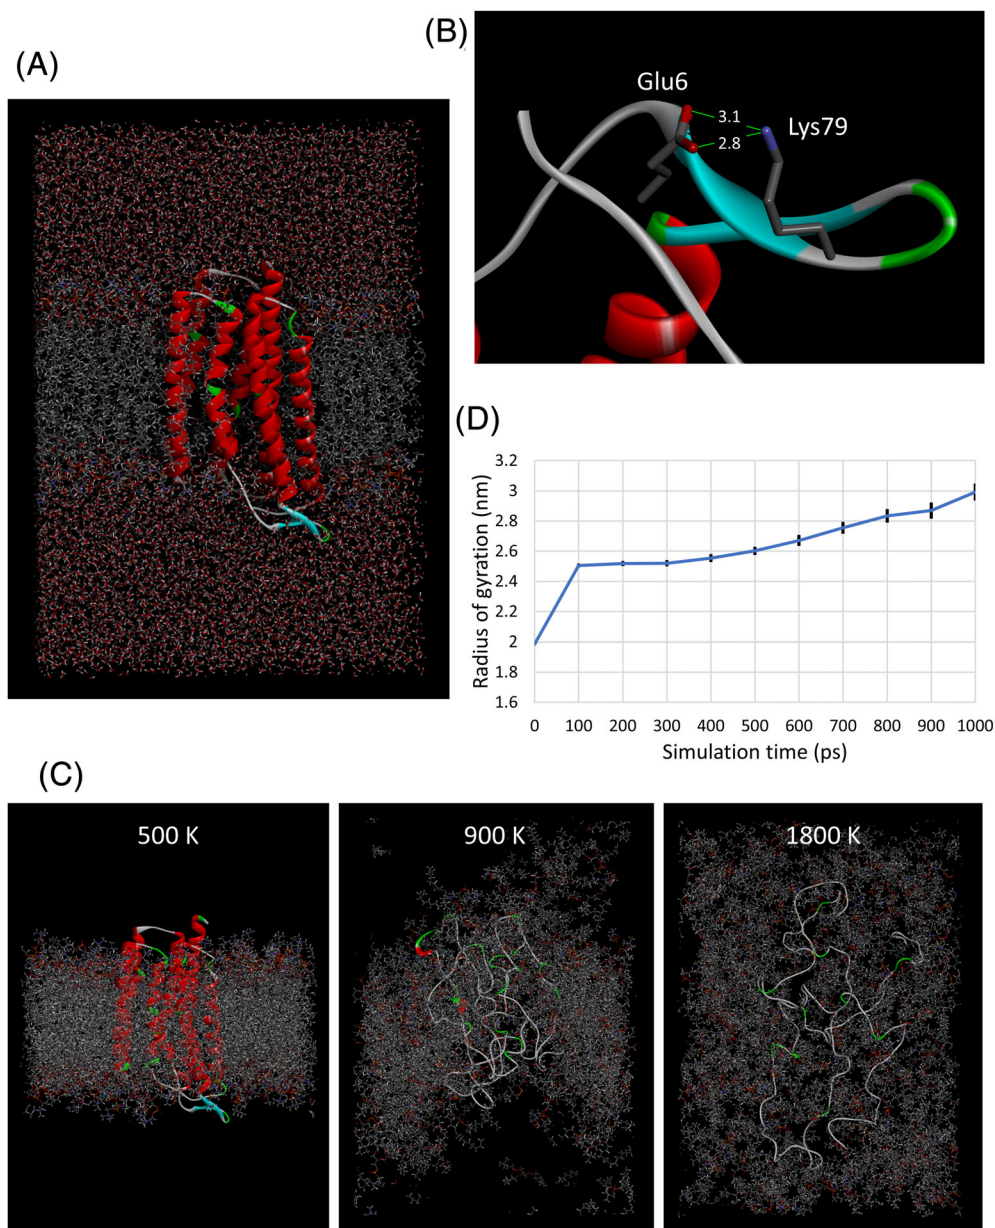 (A)
(B)
Glu6
3.1
Lys79
2.8
(D)
Radius of gyration (nm)
3.2
3
2.8
2.6
2.4
2.2
2
1.8
1.6
0 100 200 300 400 500 600 700 800 900 1000
Simulation time (ps)
(C)
500 K
900 K
1800 K